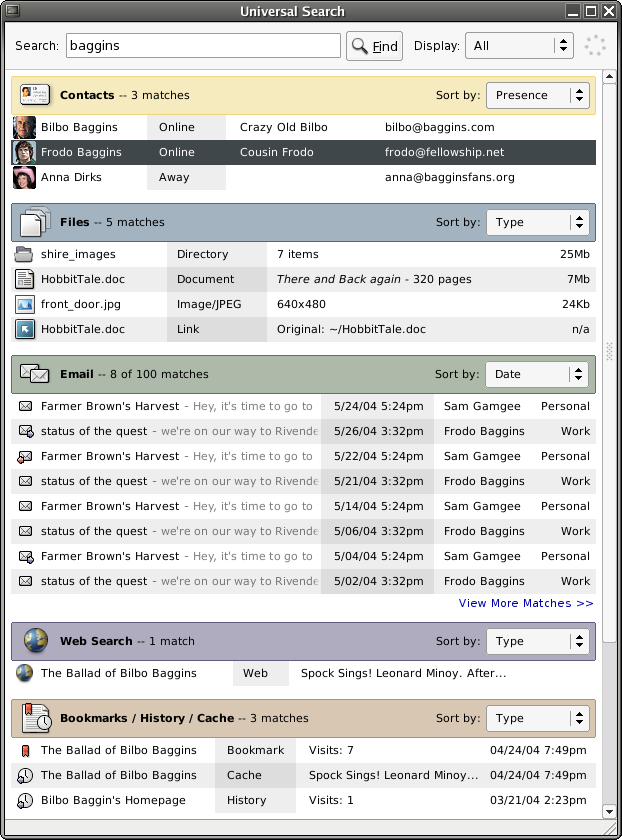 Universal Search
Search: baggins Find Display: All
Contacts -- 3 matches Sort by: Presence
Bilbo Baggins Online Crazy Old Bilbo bilbo@baggins.com
Frodo Baggins Online Cousin Frodo frodo@fellowship.net
Anna Dirks Away anna@bagginsfans.org
Files -- 5 matches Sort by: Type
shire_images Directory 7 items 25Mb
HobbitTale.doc Document There and Back again - 320 pages 7Mb
front_door.jpg Image/JPEG 640x480 24Kb
HobbitTale.doc Link Original: ~/HobbitTale.doc n/a
Email -- 8 of 100 matches Sort by: Date
Farmer Brown's Harvest - Hey, it's time to go to 5/24/04 5:24pm Sam Gamgee Personal
status of the quest - we're on our way to Rivende 5/26/04 3:32pm Frodo Baggins Work
Farmer Brown's Harvest - Hey, it's time to go to 5/22/04 5:24pm Sam Gamgee Personal
status of the quest - we're on our way to Rivende 5/21/04 3:32pm Frodo Baggins Work
Farmer Brown's Harvest - Hey, it's time to go to 5/14/04 5:24pm Sam Gamgee Personal
status of the quest - we're on our way to Rivende 5/06/04 3:32pm Frodo Baggins Work
Farmer Brown's Harvest - Hey, it's time to go to 5/04/04 5:24pm Sam Gamgee Personal
status of the quest - we're on our way to Rivende 5/02/04 3:32pm Frodo Baggins Work
View More Matches >>
Web Search -- 1 match Sort by: Type
The Ballad of Bilbo Baggins Web Spock Sings! Leonard Minoy. After...
Bookmarks / History / Cache -- 3 matches Sort by: Type
The Ballad of Bilbo Baggins Bookmark Visits: 7 04/24/04 7:49pm
The Ballad of Bilbo Baggins Cache Spock Sings! Leonard Minoy... 04/24/04 7:49pm
Bilbo Baggin's Homepage History Visits: 1 03/21/04 2:23pm